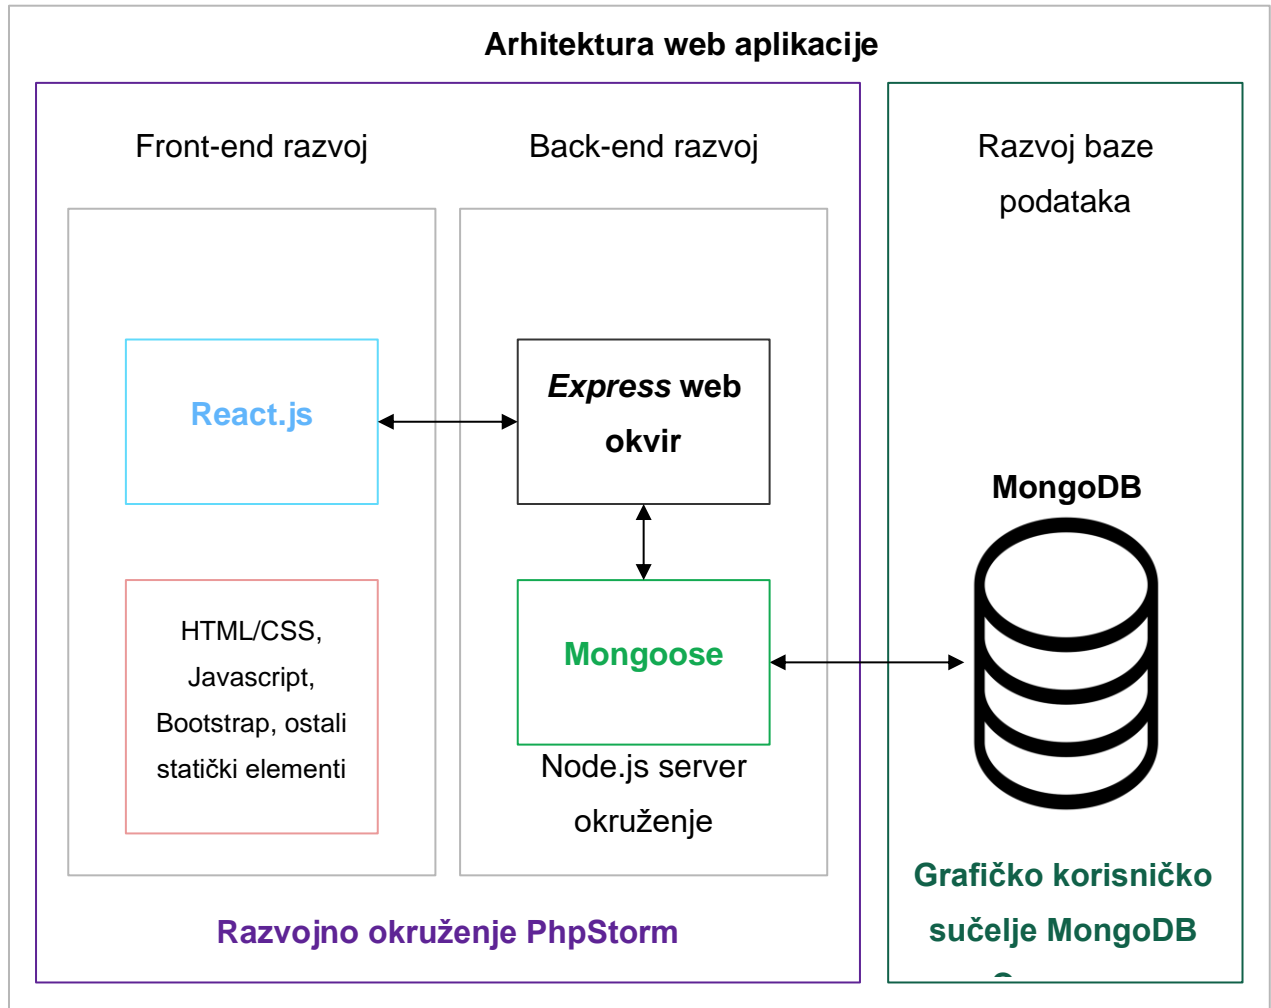 Arhitektura web aplikacije
Front-end razvoj
Back-end razvoj
Razvoj baze
podataka
React.js
Express web
okvir
MongoDB
HTML/CSS,
Javascript,
Bootstrap, ostali
statički elementi
Mongoose
Node.js server
okruženje
Razvojno okruženje PhpStorm
Grafičko korisničko
sučelje MongoDB